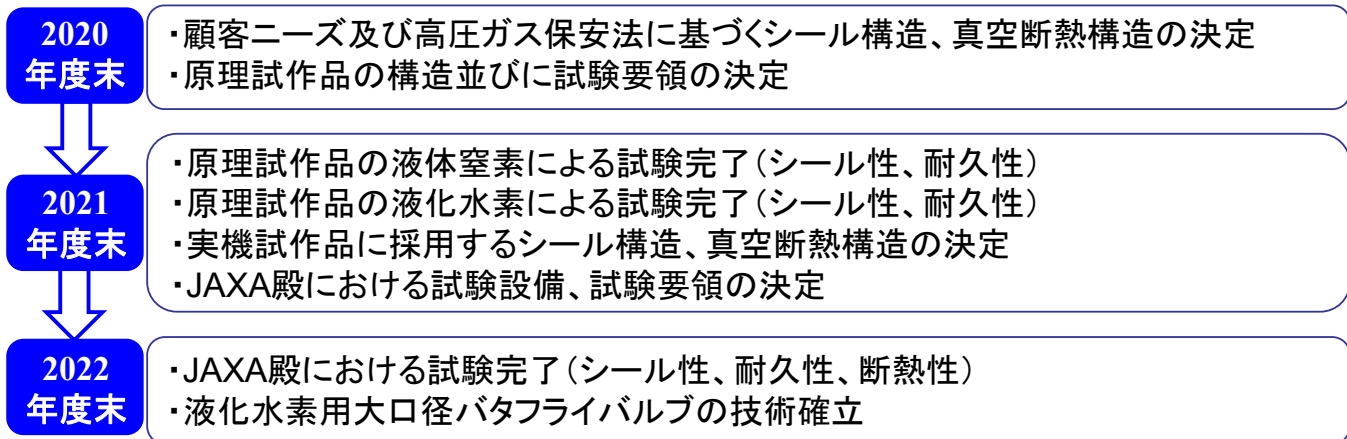 2020
年度末
・顧客ニーズ及び高圧ガス保安法に基づくシール構造、真空断熱構造の決定
・原理試作品の構造並びに試験要領の決定
2021
年度末
・原理試作品の液体窒素による試験完了（シール性、耐久性）
・原理試作品の液化水素による試験完了（シール性、耐久性）
・実機試作品に採用するシール構造、真空断熱構造の決定
・JAXA殿における試験設備、試験要領の決定
2022
年度末
・JAXA殿における試験完了（シール性、耐久性、断熱性）
・液化水素用大口径バタフライバルブの技術確立